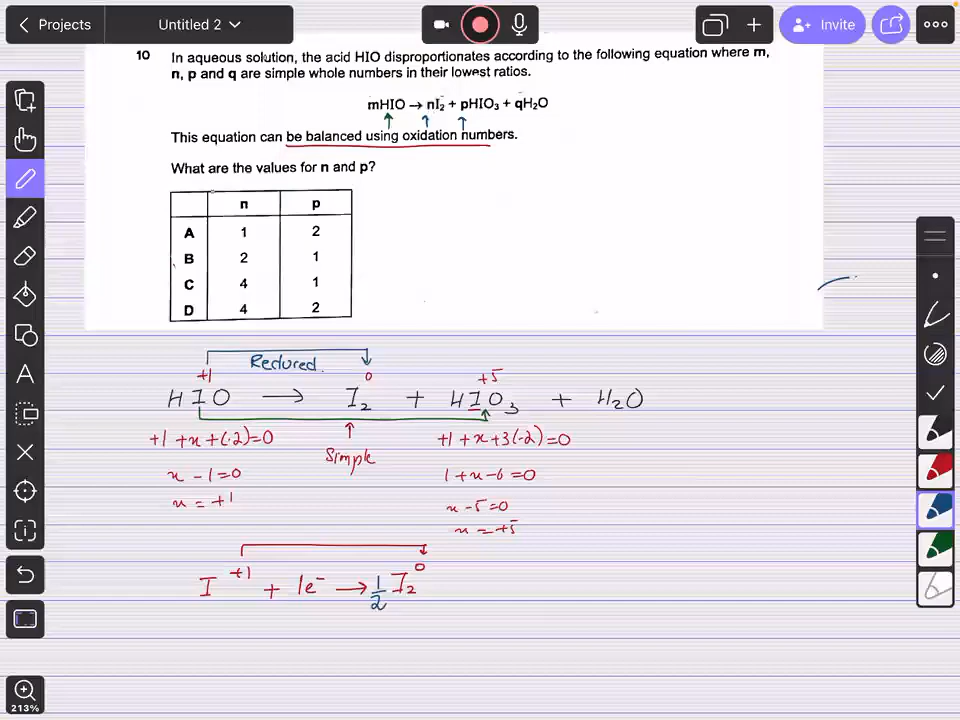 Projects
Untitled 2
Invite
10 In aqueous solution, the acid HIO disproportionates according to the following equation where m,
n, p and q are simple whole numbers in their lowest ratios.
mHIO → nI₂ + pHIO₃ + qH₂O
This equation can be balanced using oxidation numbers.
What are the values for n and p?
n p
A 1 2
B 2 1
C 4 1
D 4 2
Reduced.
+1 0 +5
HIO → I₂ + HIO₃ + H₂O
+1 + x + (-2) = 0 +1 + x + 3(-2) = 0
Simple
x - 1 = 0 1 + x - 6 = 0
x = +1 x - 5 = 0
x = +5
I⁺¹ + 1e⁻ → 1/2 I₂⁰
213%